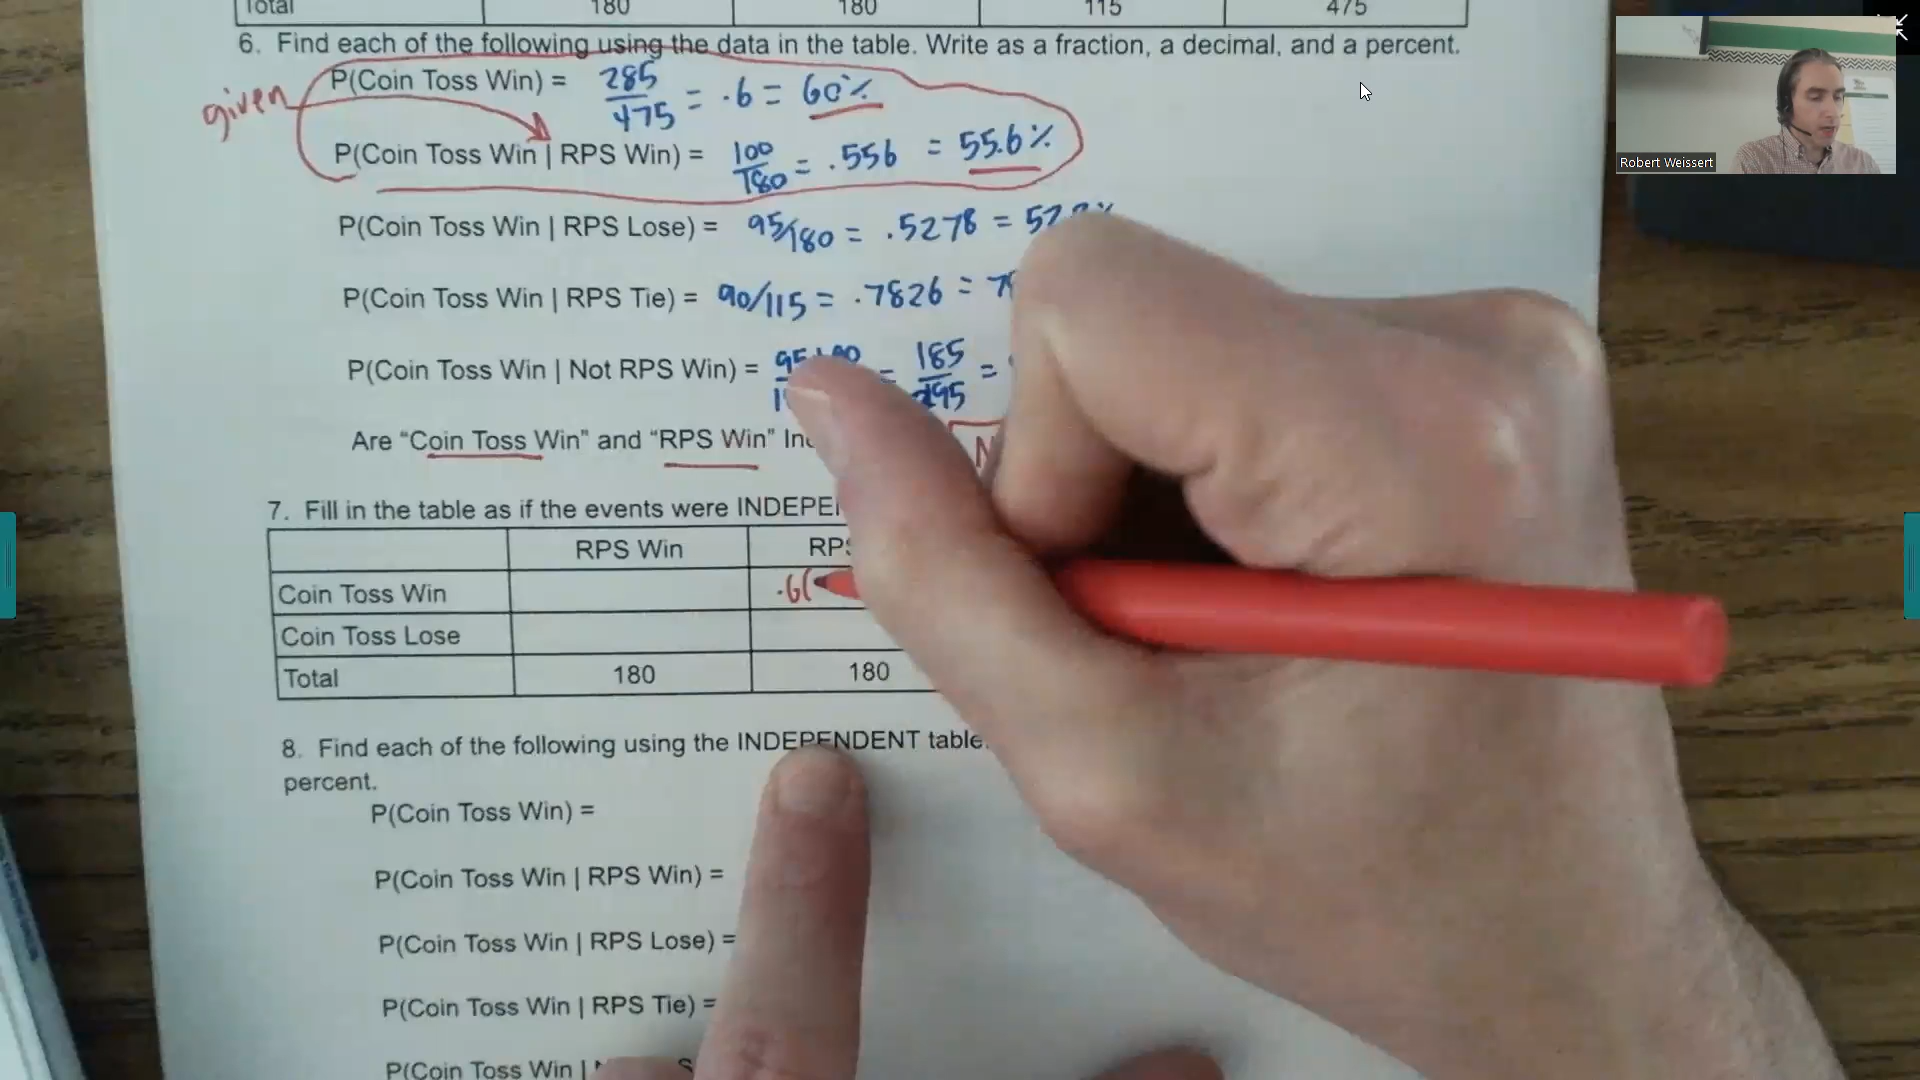 Total 180 180 115 475
6. Find each of the following using the data in the table. Write as a fraction, a decimal, and a percent.
given
P(Coin Toss Win) = 285/475 = .6 = 60%
P(Coin Toss Win | RPS Win) = 100/180 = .556 = 55.6%
P(Coin Toss Win | RPS Lose) = 95/180 = .5278 =
P(Coin Toss Win | RPS Tie) = 90/115 = .7826 =
P(Coin Toss Win | Not RPS Win) = = 185/295 =
Are "Coin Toss Win" and "RPS Win"
7. Fill in the table as if the events were
RPS Win
Coin Toss Win .6(
Coin Toss Lose
Total 180 180
8. Find each of the following using the INDEPENDENT table.
percent.
P(Coin Toss Win) =
P(Coin Toss Win | RPS Win) =
P(Coin Toss Win | RPS Lose) =
P(Coin Toss Win | RPS Tie) =
P(Coin Toss Win |
Robert Weissert